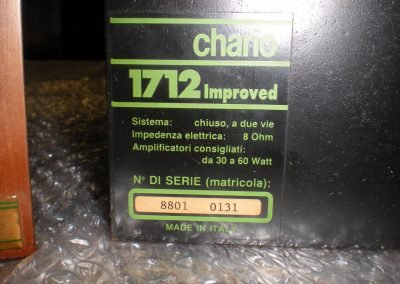 chario
1712 Improved
Sistema: chiuso, a due vie
Impedenza elettrica: 8 Ohm
Amplificatori consigliati:
da 30 a 60 Watt
N° DI SERIE (matricola):
8801 0131
MADE IN ITALY